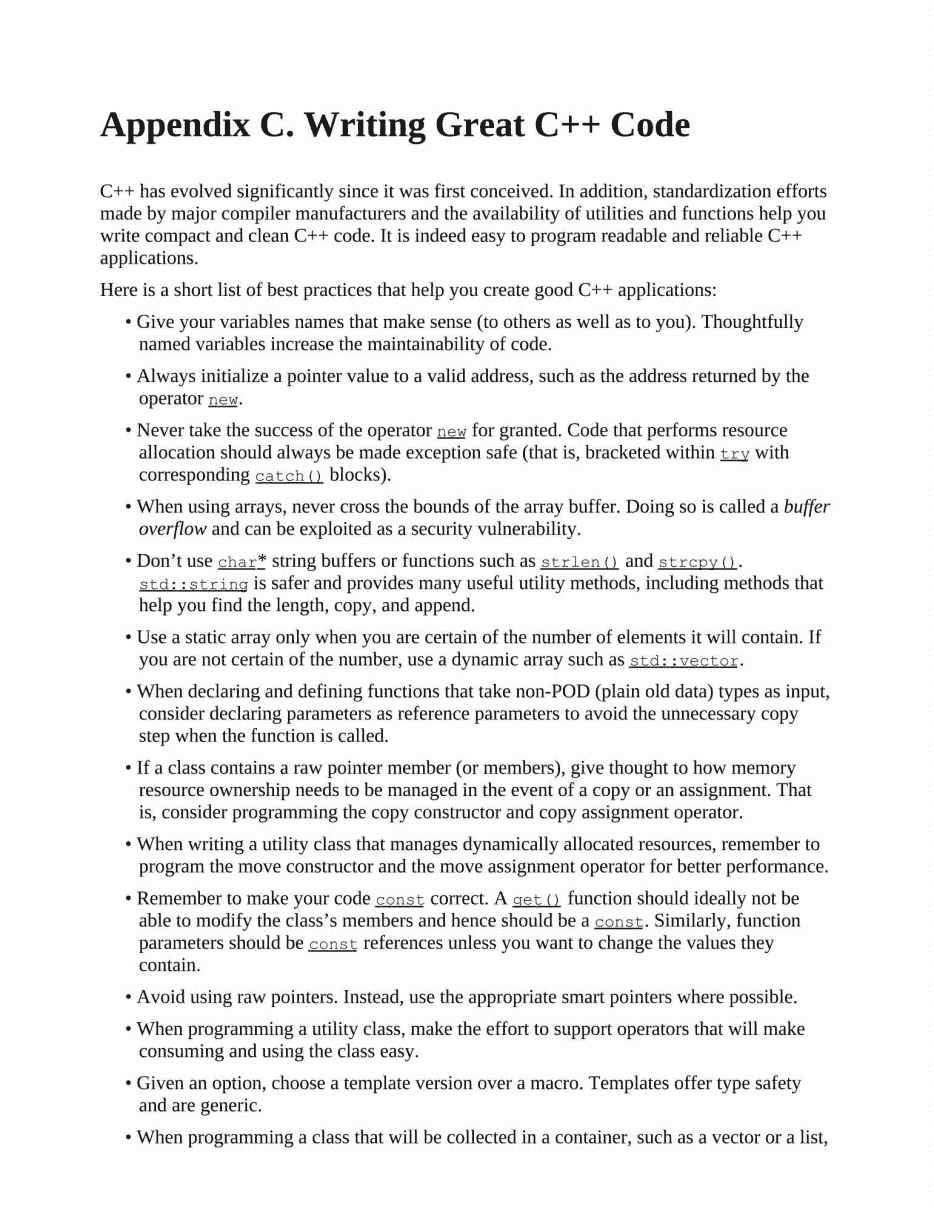 Appendix C. Writing Great C++ Code
C++ has evolved significantly since it was first conceived. In addition, standardization efforts
made by major compiler manufacturers and the availability of utilities and functions help you
write compact and clean C++ code. It is indeed easy to program readable and reliable C++
applications.
Here is a short list of best practices that help you create good C++ applications:
• Give your variables names that make sense (to others as well as to you). Thoughtfully
named variables increase the maintainability of code.
• Always initialize a pointer value to a valid address, such as the address returned by the
operator new.
• Never take the success of the operator new for granted. Code that performs resource
allocation should always be made exception safe (that is, bracketed within try with
corresponding catch() blocks).
• When using arrays, never cross the bounds of the array buffer. Doing so is called a buffer
overflow and can be exploited as a security vulnerability.
• Don’t use char* string buffers or functions such as strlen() and strcpy().
std::string is safer and provides many useful utility methods, including methods that
help you find the length, copy, and append.
• Use a static array only when you are certain of the number of elements it will contain. If
you are not certain of the number, use a dynamic array such as std::vector.
• When declaring and defining functions that take non-POD (plain old data) types as input,
consider declaring parameters as reference parameters to avoid the unnecessary copy
step when the function is called.
• If a class contains a raw pointer member (or members), give thought to how memory
resource ownership needs to be managed in the event of a copy or an assignment. That
is, consider programming the copy constructor and copy assignment operator.
• When writing a utility class that manages dynamically allocated resources, remember to
program the move constructor and the move assignment operator for better performance.
• Remember to make your code const correct. A get() function should ideally not be
able to modify the class’s members and hence should be a const. Similarly, function
parameters should be const references unless you want to change the values they
contain.
• Avoid using raw pointers. Instead, use the appropriate smart pointers where possible.
• When programming a utility class, make the effort to support operators that will make
consuming and using the class easy.
• Given an option, choose a template version over a macro. Templates offer type safety
and are generic.
• When programming a class that will be collected in a container, such as a vector or a list,